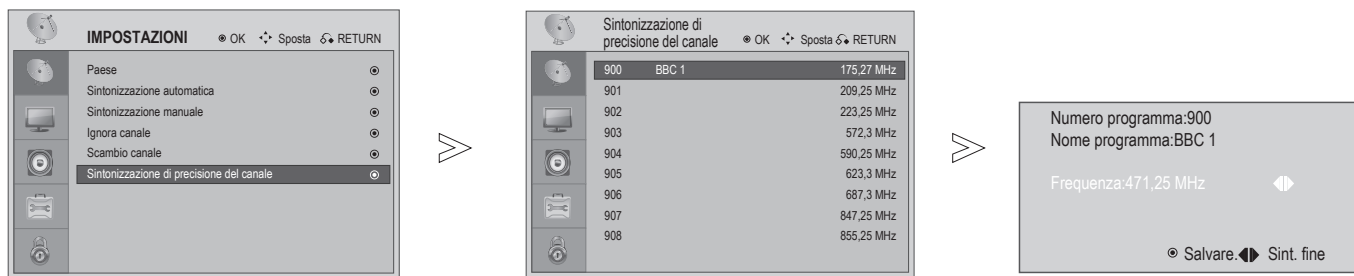 IMPOSTAZIONI OK Sposta RETURN
Paese
Sintonizzazione automatica
Sintonizzazione manuale
Ignora canale
Scambio canale
Sintonizzazione di precisione del canale
Sintonizzazione di
precisione del canale OK Sposta RETURN
900 BBC 1 175,27 MHz
901 209,25 MHz
902 223,25 MHz
903 572,3 MHz
904 590,25 MHz
905 623,3 MHz
906 687,3 MHz
907 847,25 MHz
908 855,25 MHz
Numero programma:900
Nome programma:BBC 1
Frequenza:471,25 MHz
Salvare. Sint. fine